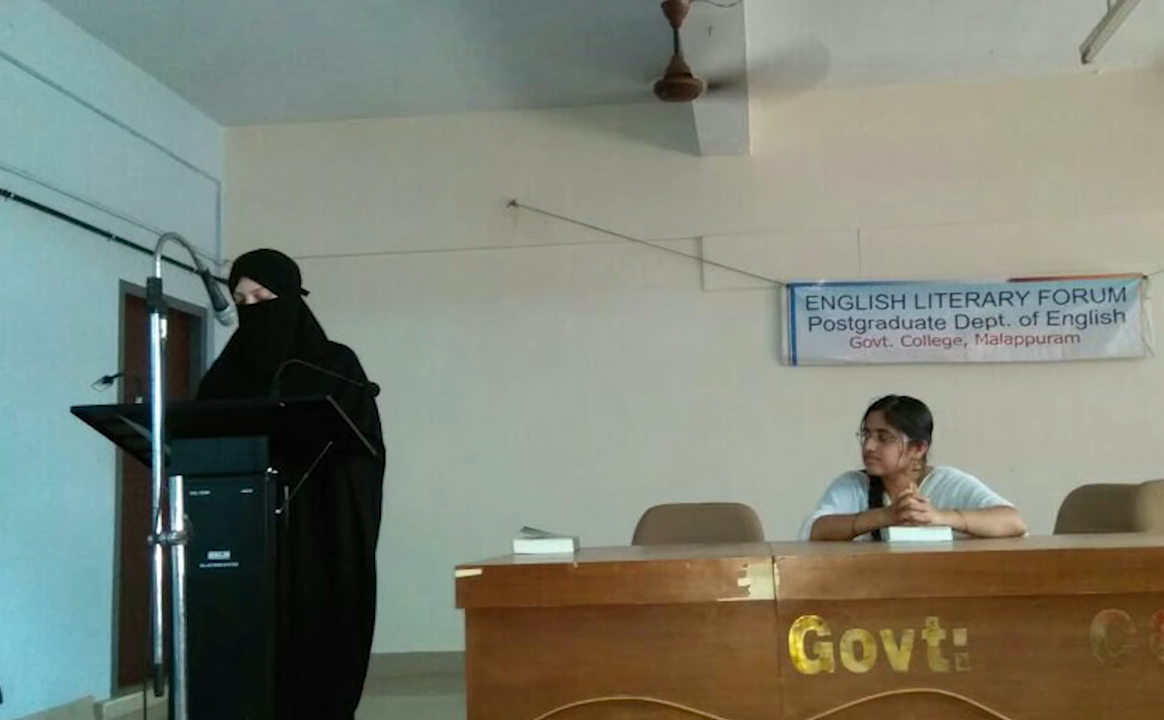 ENGLISH LITERARY FORUM
Postgraduate Dept. of English
Govt. College, Malappuram
Govt: